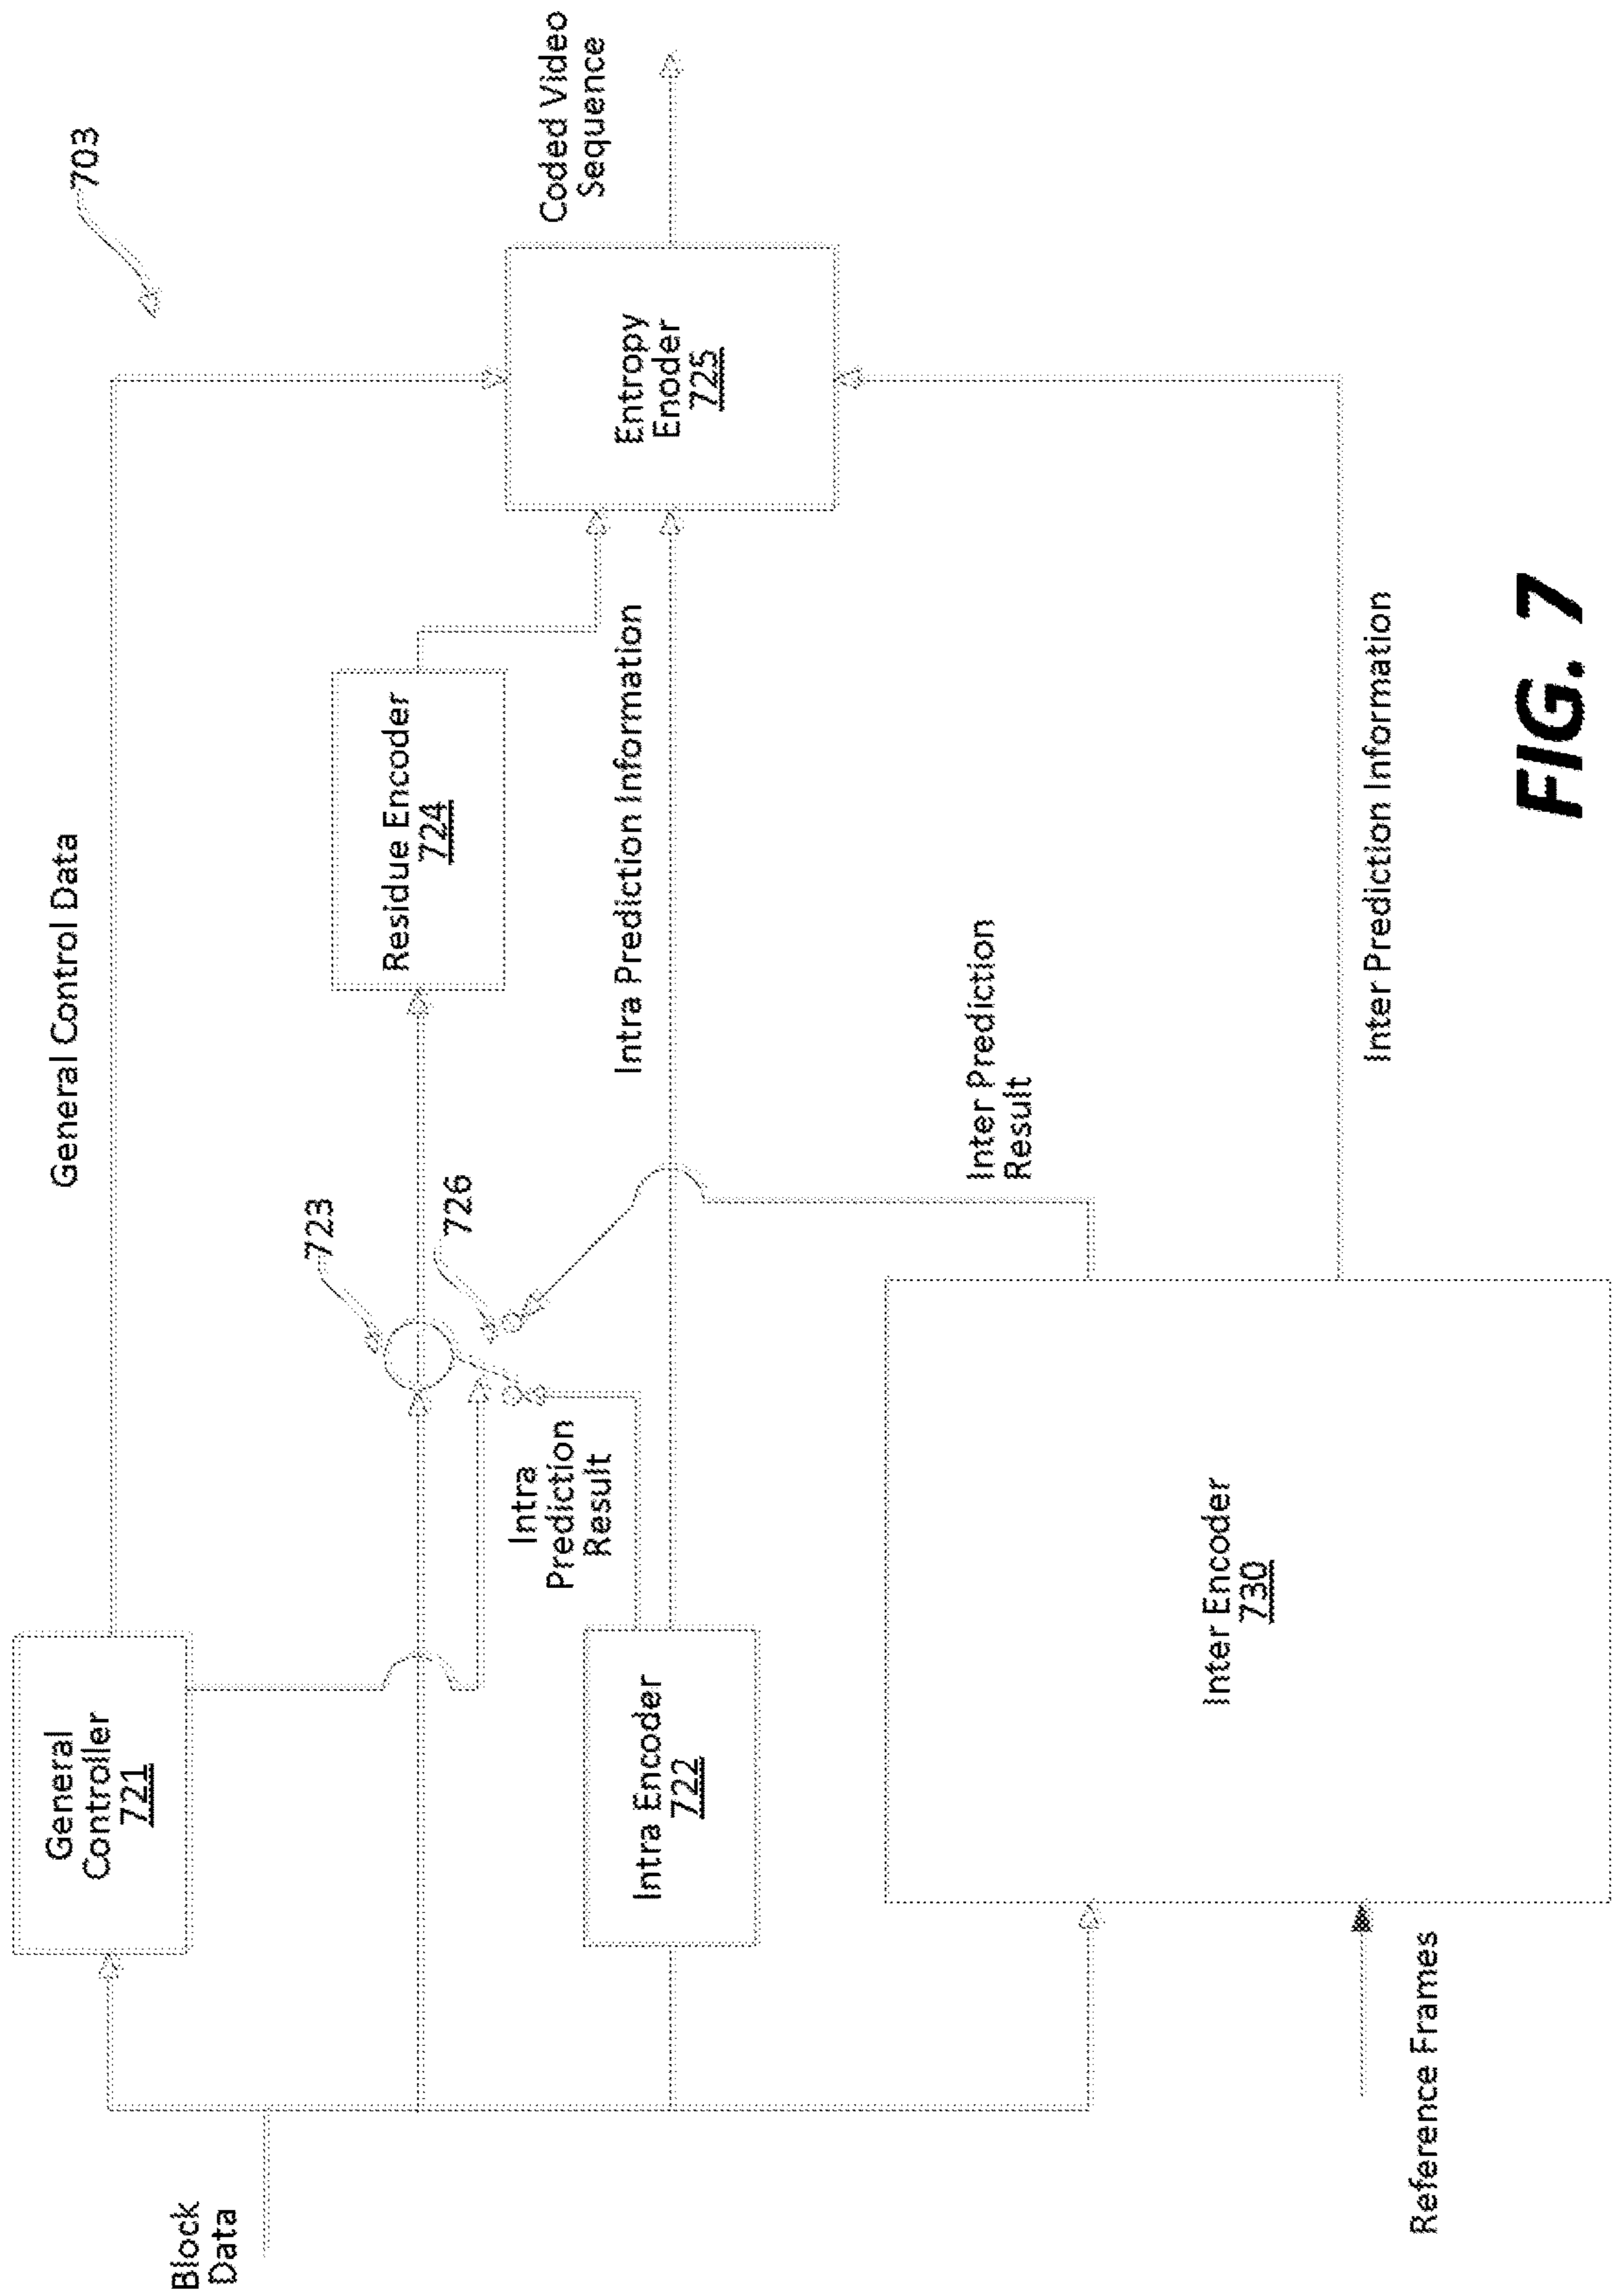 703
General Control Data
General
Controller
721
Block
Data
723
726
Residue Encoder
724
Coded Video
Sequence
Entropy
Enoder
725
Intra
Prediction
Result
Intra Prediction Information
Intra Encoder
722
Inter Prediction
Result
Inter Encoder
730
Reference Frames
Inter Prediction Information
FIG. 7